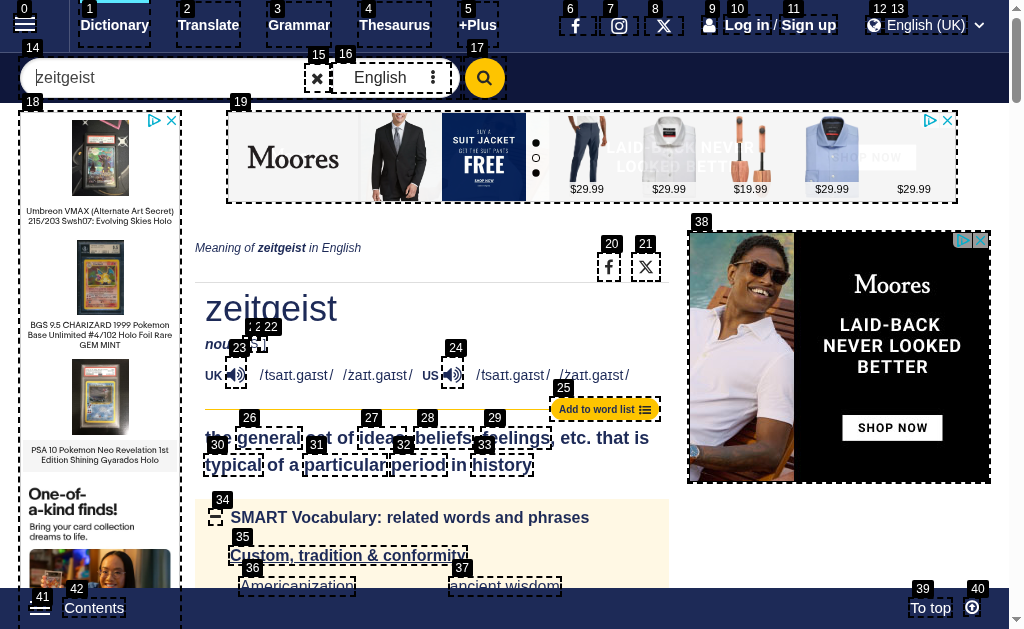 Dictionary
Translate
Grammar
Thesaurus
+Plus
Log in / Sign up
English (UK)
zeitgeist
English
Umbreon VMAX (Alternate Art Secret)
215/203 Swsh07: Evolving Skies Holo
BGS 9.5 CHARIZARD 1999 Pokemon
Base Unlimited #4/102 Holo Foil Rare
GEM MINT
PSA 10 Pokemon Neo Revelation 1st
Edition Shining Gyarados Holo
One-of-
a-kind finds!
Bring your card collection
dreams to life.
Moores
BUY A
SUIT JACKET
GET THE SUIT PANTS
FREE
SHOP NOW
LAID-BACK NEVER
LOOKED BETTER
SHOP NOW
$29.99
$29.99
$19.99
$29.99
$29.99
Meaning of zeitgeist in English
zeitgeist
noun
UK /ˈtsaɪt.ɡaɪst/ /ˈzaɪt.ɡaɪst/ US /ˈtsaɪt.ɡaɪst/ /ˈzaɪt.ɡaɪst/
Add to word list
the general set of ideas, beliefs, feelings, etc. that is
typical of a particular period in history
SMART Vocabulary: related words and phrases
Custom, tradition & conformity
Americanization
ancient wisdom
Moores
LAID-BACK
NEVER LOOKED
BETTER
SHOP NOW
Contents
To top
0
1
2
3
4
5
6
7
8
9
10
11
12
13
14
15
16
17
18
19
20
21
22
23
24
25
26
27
28
29
30
31
32
33
34
35
36
37
38
39
40
41
42